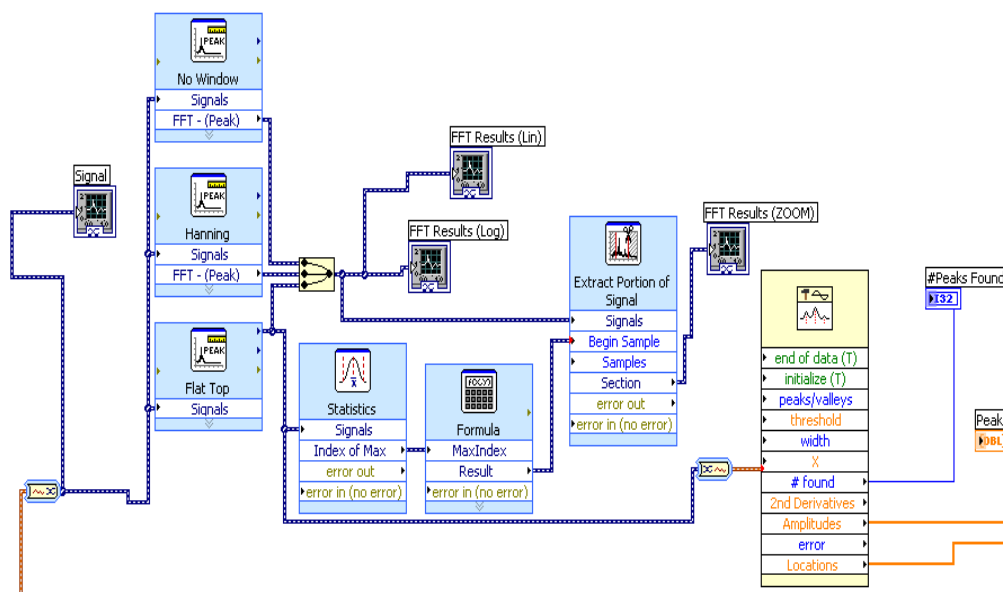 PEAK
No Window
Signals
FFT - (Peak)
Signal
PEAK
Hanning
Signals
FFT - (Peak)
PEAK
Flat Top
Signals
FFT Results (Lin)
FFT Results (Log)
Statistics
Signals
Index of Max
error out
error in (no error)
Formula
MaxIndex
Result
error in (no error)
Extract Portion of
Signal
Signals
Begin Sample
Samples
Section
error out
error in (no error)
FFT Results (ZOOM)
end of data (T)
initialize (T)
peaks/valleys
threshold
width
X
# found
2nd Derivatives
Amplitudes
error
Locations
#Peaks Found
I32
Peak
DBL